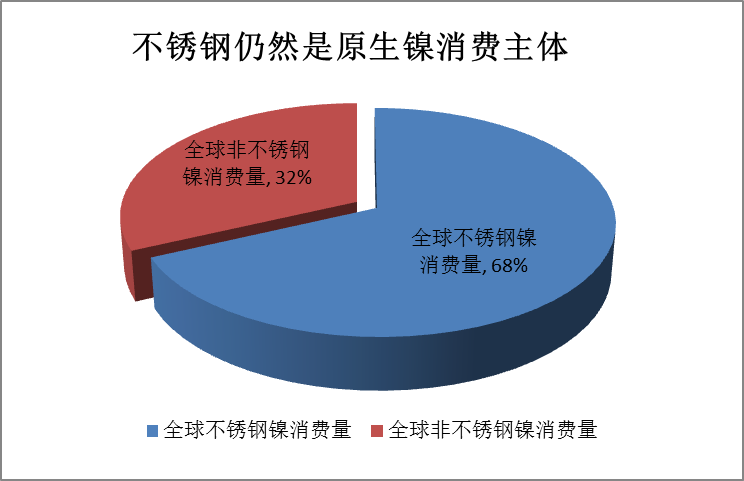 不锈钢仍然是原生镍消费主体
全球非不锈钢
镍消费量, 32%
全球不锈钢镍
消费量, 68%
全球不锈钢镍消费量
全球非不锈钢镍消费量